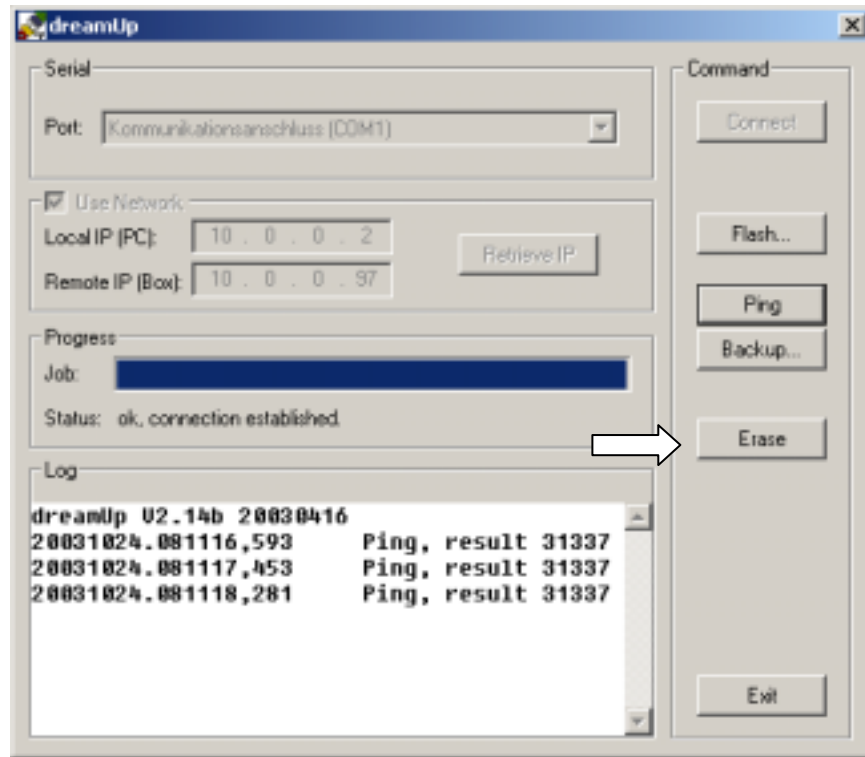 dreamUp
Serial
Port: Kommunikationsanschluss (COM1)
Use Network
Local IP (PC): 10 . 0 . 0 . 2
Remote IP (Box): 10 . 0 . 0 . 97
Retrieve IP
Progress
Job:
Status: ok, connection established.
Log
dreamUp V2.14b 20030416
20031024.081116,593 Ping, result 31337
20031024.081117,453 Ping, result 31337
20031024.081118,281 Ping, result 31337
Command
Connect
Flash...
Ping
Backup...
Erase
Exit